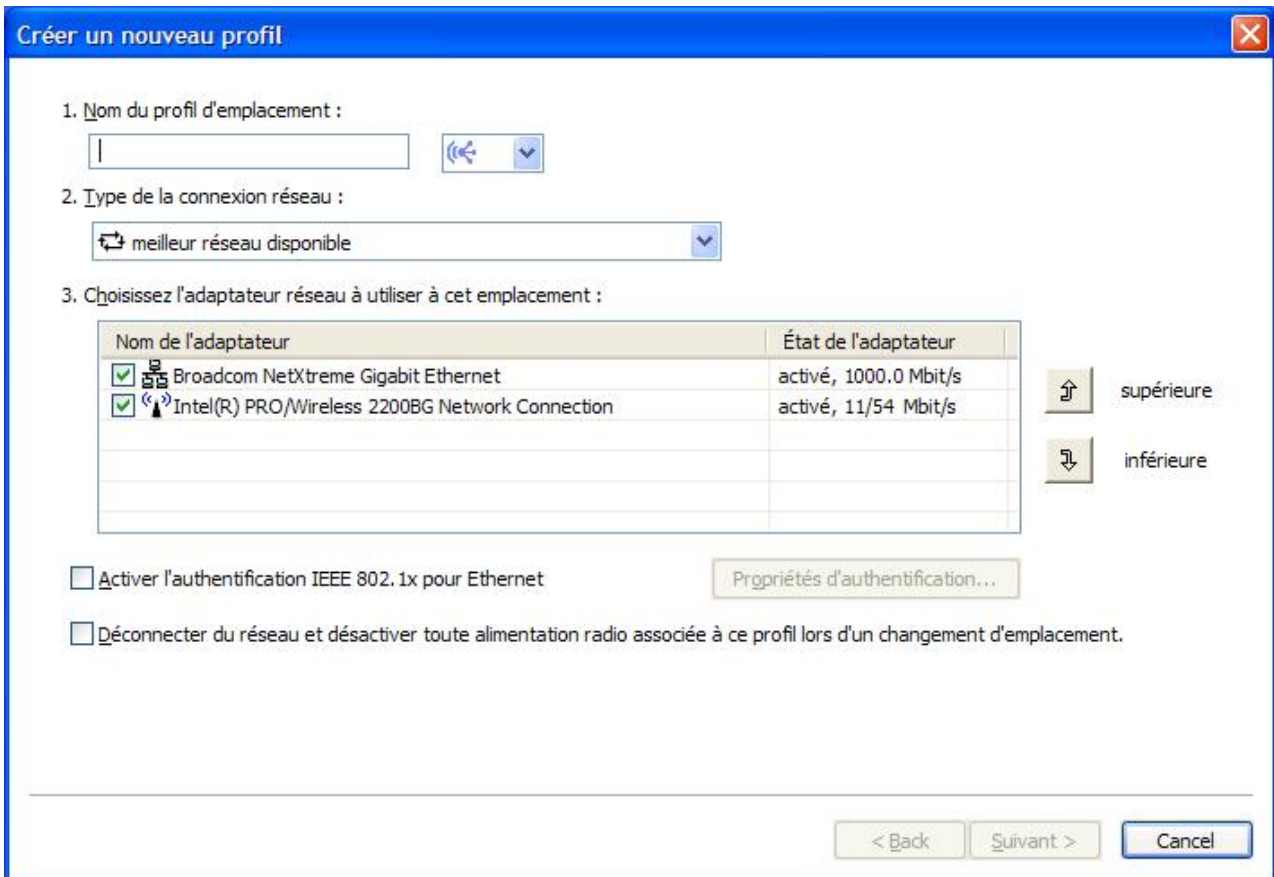 Créer un nouveau profil
1. Nom du profil d'emplacement :
2. Type de la connexion réseau :
meilleur réseau disponible
3. Choisissez l'adaptateur réseau à utiliser à cet emplacement :
Nom de l'adaptateur État de l'adaptateur
Broadcom NetXtreme Gigabit Ethernet activé, 1000.0 Mbit/s
Intel(R) PRO/Wireless 2200BG Network Connection activé, 11/54 Mbit/s
supérieure
inférieure
Activer l'authentification IEEE 802.1x pour Ethernet Propriétés d'authentification...
Déconnecter du réseau et désactiver toute alimentation radio associée à ce profil lors d'un changement d'emplacement.
< Back Suivant > Cancel